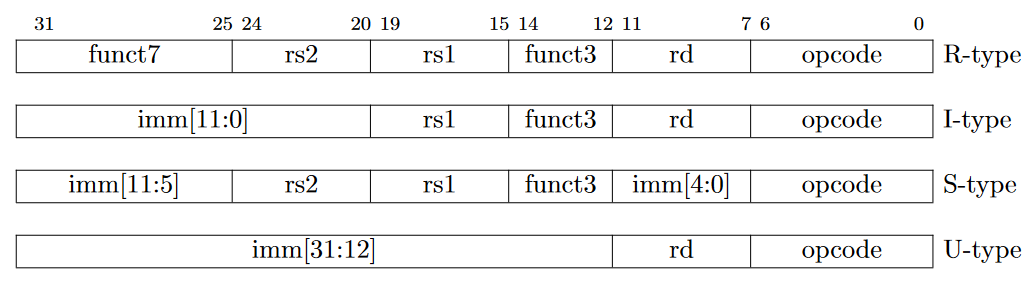 31 25 24 20 19 15 14 12 11 7 6 0
funct7 rs2 rs1 funct3 rd opcode R-type
imm[11:0] rs1 funct3 rd opcode I-type
imm[11:5] rs2 rs1 funct3 imm[4:0] opcode S-type
imm[31:12] rd opcode U-type